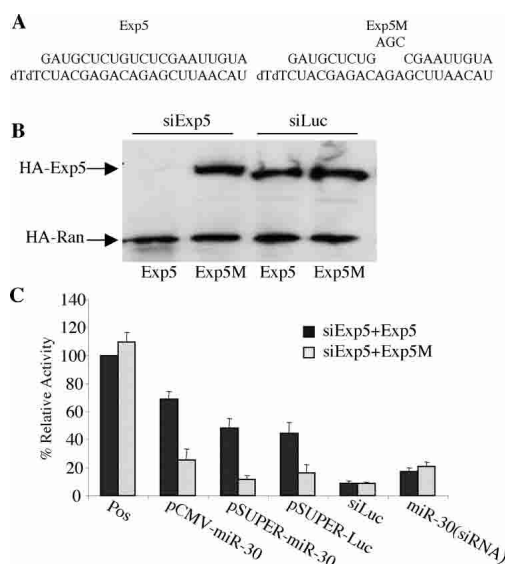 A
Exp5 Exp5M
AGC
GAUGCUCUGUCUCGAAUUGUA GAUGCUCUG CGAAUUGUA
dTdTCUACGAGACAGAGCUUAACAU dTdTCUACGAGACAGAGCUUAACAU
B
siExp5 siLuc
HA-Exp5
HA-Ran
Exp5 Exp5M Exp5 Exp5M
C
% Relative Activity
140
120
100
80
60
40
20
0
siExp5+Exp5
siExp5+Exp5M
Pos
pCMV-miR-30
pSUPER-miR-30
pSUPER-Luc
siLuc
miR-30(siRNA)